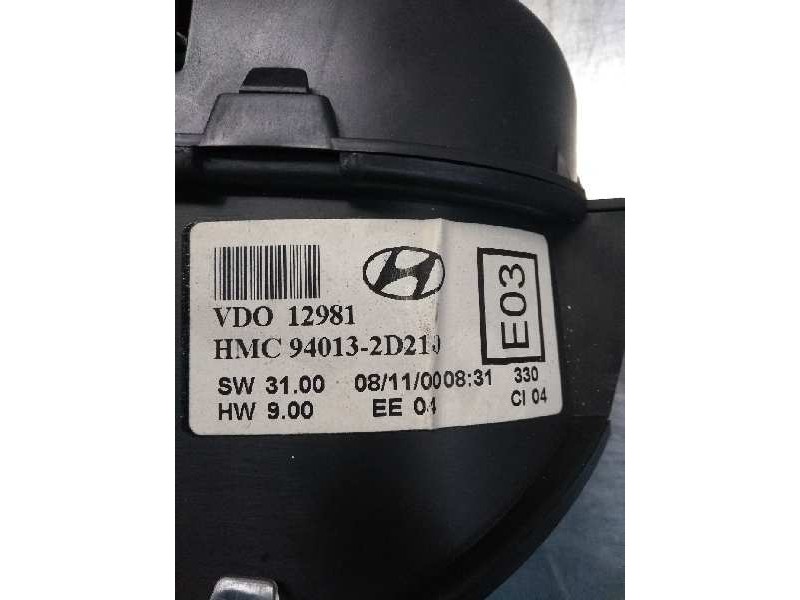 VDO 12981
HMC 94013-2D210
E03
SW 31.00 08/11/00 08:31 330
HW 9.00 EE 04 CI 04